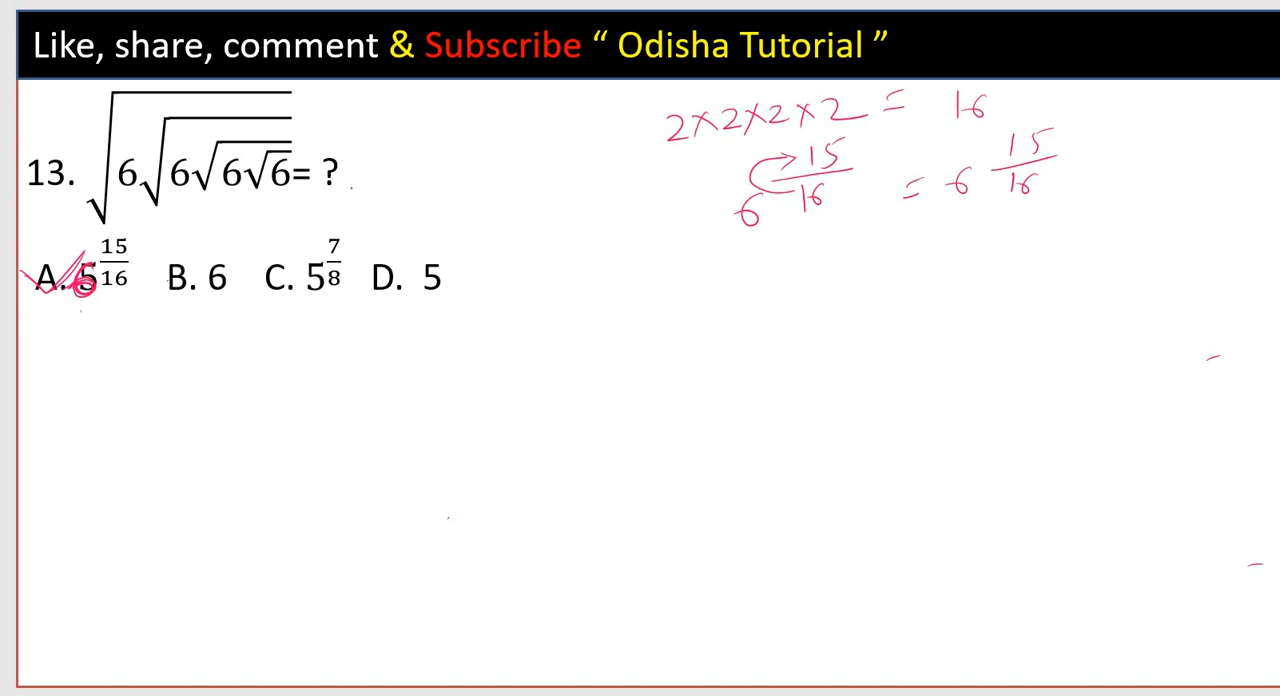 Like, share, comment & Subscribe “ Odisha Tutorial ”
13. √6√6√6√6 = ?
2×2×2×2 = 16
6 15/16 = 6 15/16
A. 6 15/16 B. 6 C. 5 7/8 D. 5